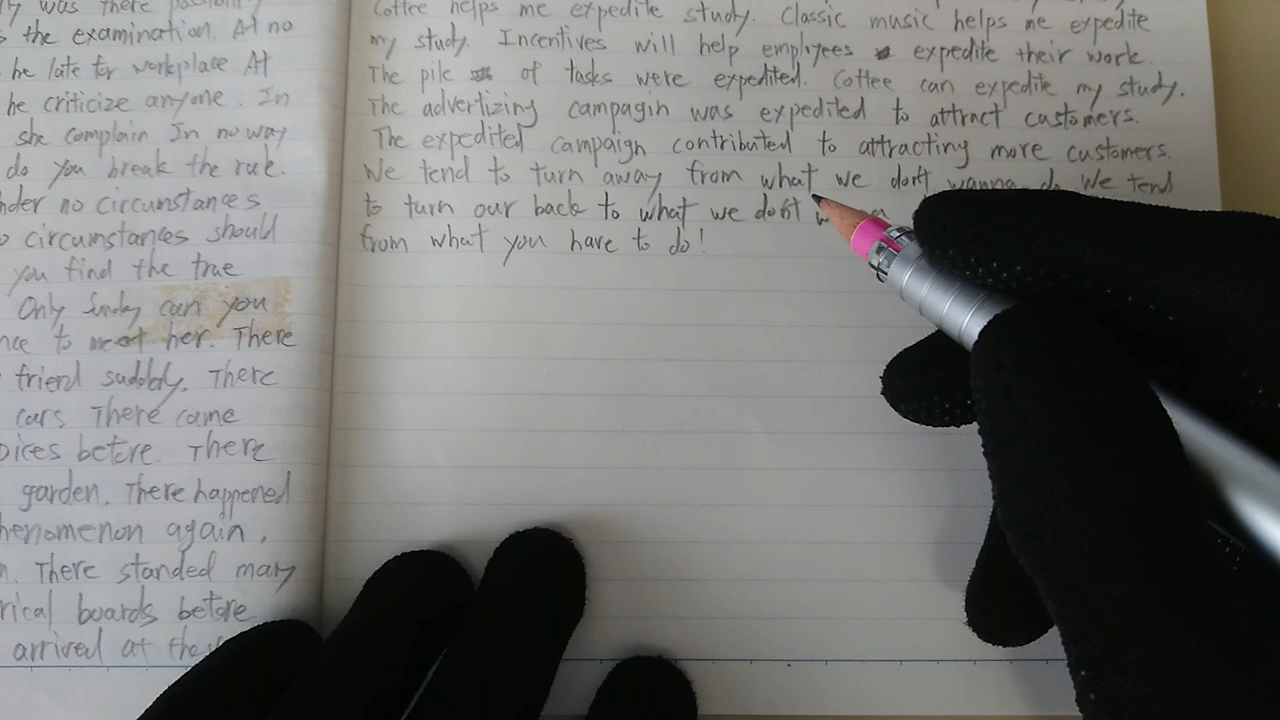 was there
the examination. At no
be late for workplace. At
he criticize anyone. In
she complain In no way
do you break the rule.
nder no circumstances
circumstances should
you find the true
Only Sunday can you
nce to meet her. There
friend suddenly. There
cars There came
oices before. There
garden. There happened
henomenon again,
n. There standed many
rical boards before
arrived at the
Coffee helps me expedite study. Classic music helps me expedite
my study. Incentives will help employees expedite their work.
The pile of tasks were expedited. Coffee can expedite my study.
The advertizing campagin was expedited to attract customers.
The expedited campaign contributed to attracting more customers.
We tend to turn away from what we don't wanna do We tend
to turn our back to what we don't
from what you have to do!